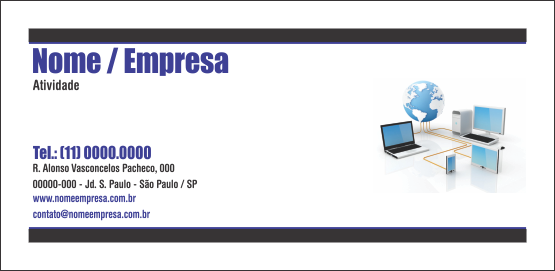 Nome / Empresa
Atividade
Tel.: (11) 0000.0000
R. Alonso Vasconcelos Pacheco, 000
00000-000 - Jd. S. Paulo - São Paulo / SP
www.nomeempresa.com.br
contato@nomeempresa.com.br